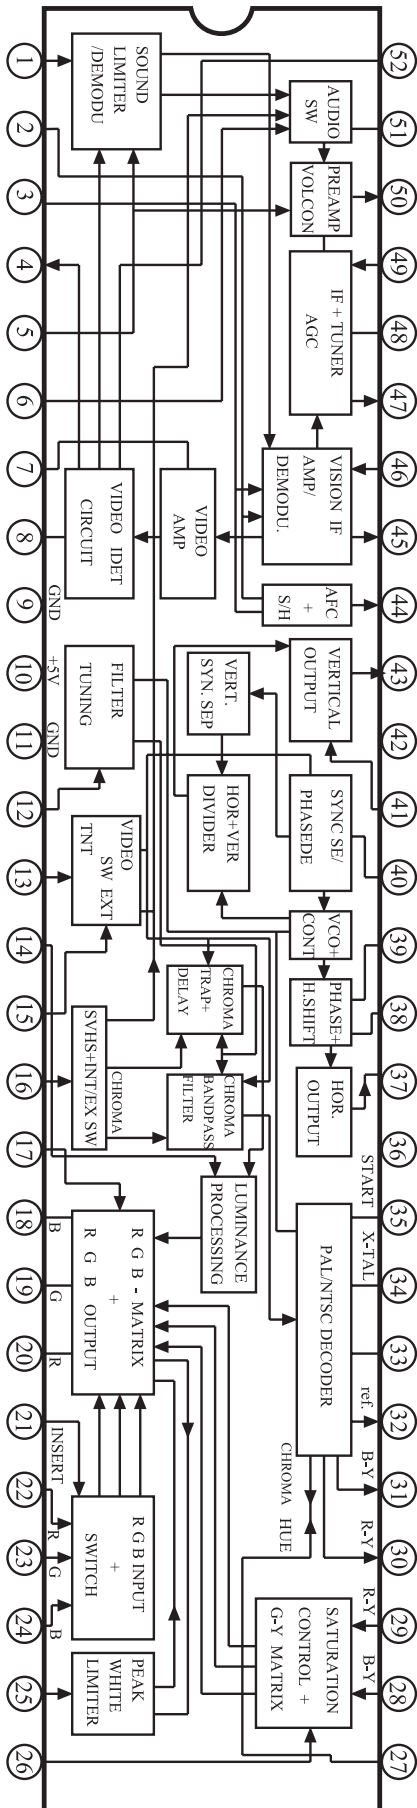 1
2
3
4
5
6
7
8
9
10
11
12
13
14
15
16
17
18
19
20
21
22
23
24
25
26
27
28
29
30
31
32
33
34
35
36
37
38
39
40
41
42
43
44
45
46
47
48
49
50
51
52
SOUND
LIMITER
/DEMODU
AUDIO
SW
PREAMP
VOLCON
IF + TUNER
AGC
VISION IF
AMP/
DEMODU.
VIDEO
AMP
VIDEO IDET
CIRCUIT
AFC
+
S/H
GND
+5V
GND
FILTER
TUNING
VERT.
SYN. SEP
VERTICAL
OUTPUT
HOR+VER
DIVIDER
SYNC SE/
PHASEDE
VIDEO
SW EXT
TNT
VCO+
CONT
PHASE+
H.SHIFT
HOR.
OUTPUT
CHROMA
TRAP+
DELAY
CHROMA
BANDPASS
FILTER
SVHS+INT/EX SW
CHROMA
LUMINANCE
PROCESSING
START
X-TAL
ref.
B-Y
R-Y
R-Y
B-Y
PAL/NTSC DECODER
R G B - MATRIX
+
R G B OUTPUT
B
G
R
INSERT
R
G
B
CHROMA HUE
R G B INPUT
+
SWITCH
SATURATION
CONTROL +
G-Y MATRIX
PEAK
WHITE
LIMITER